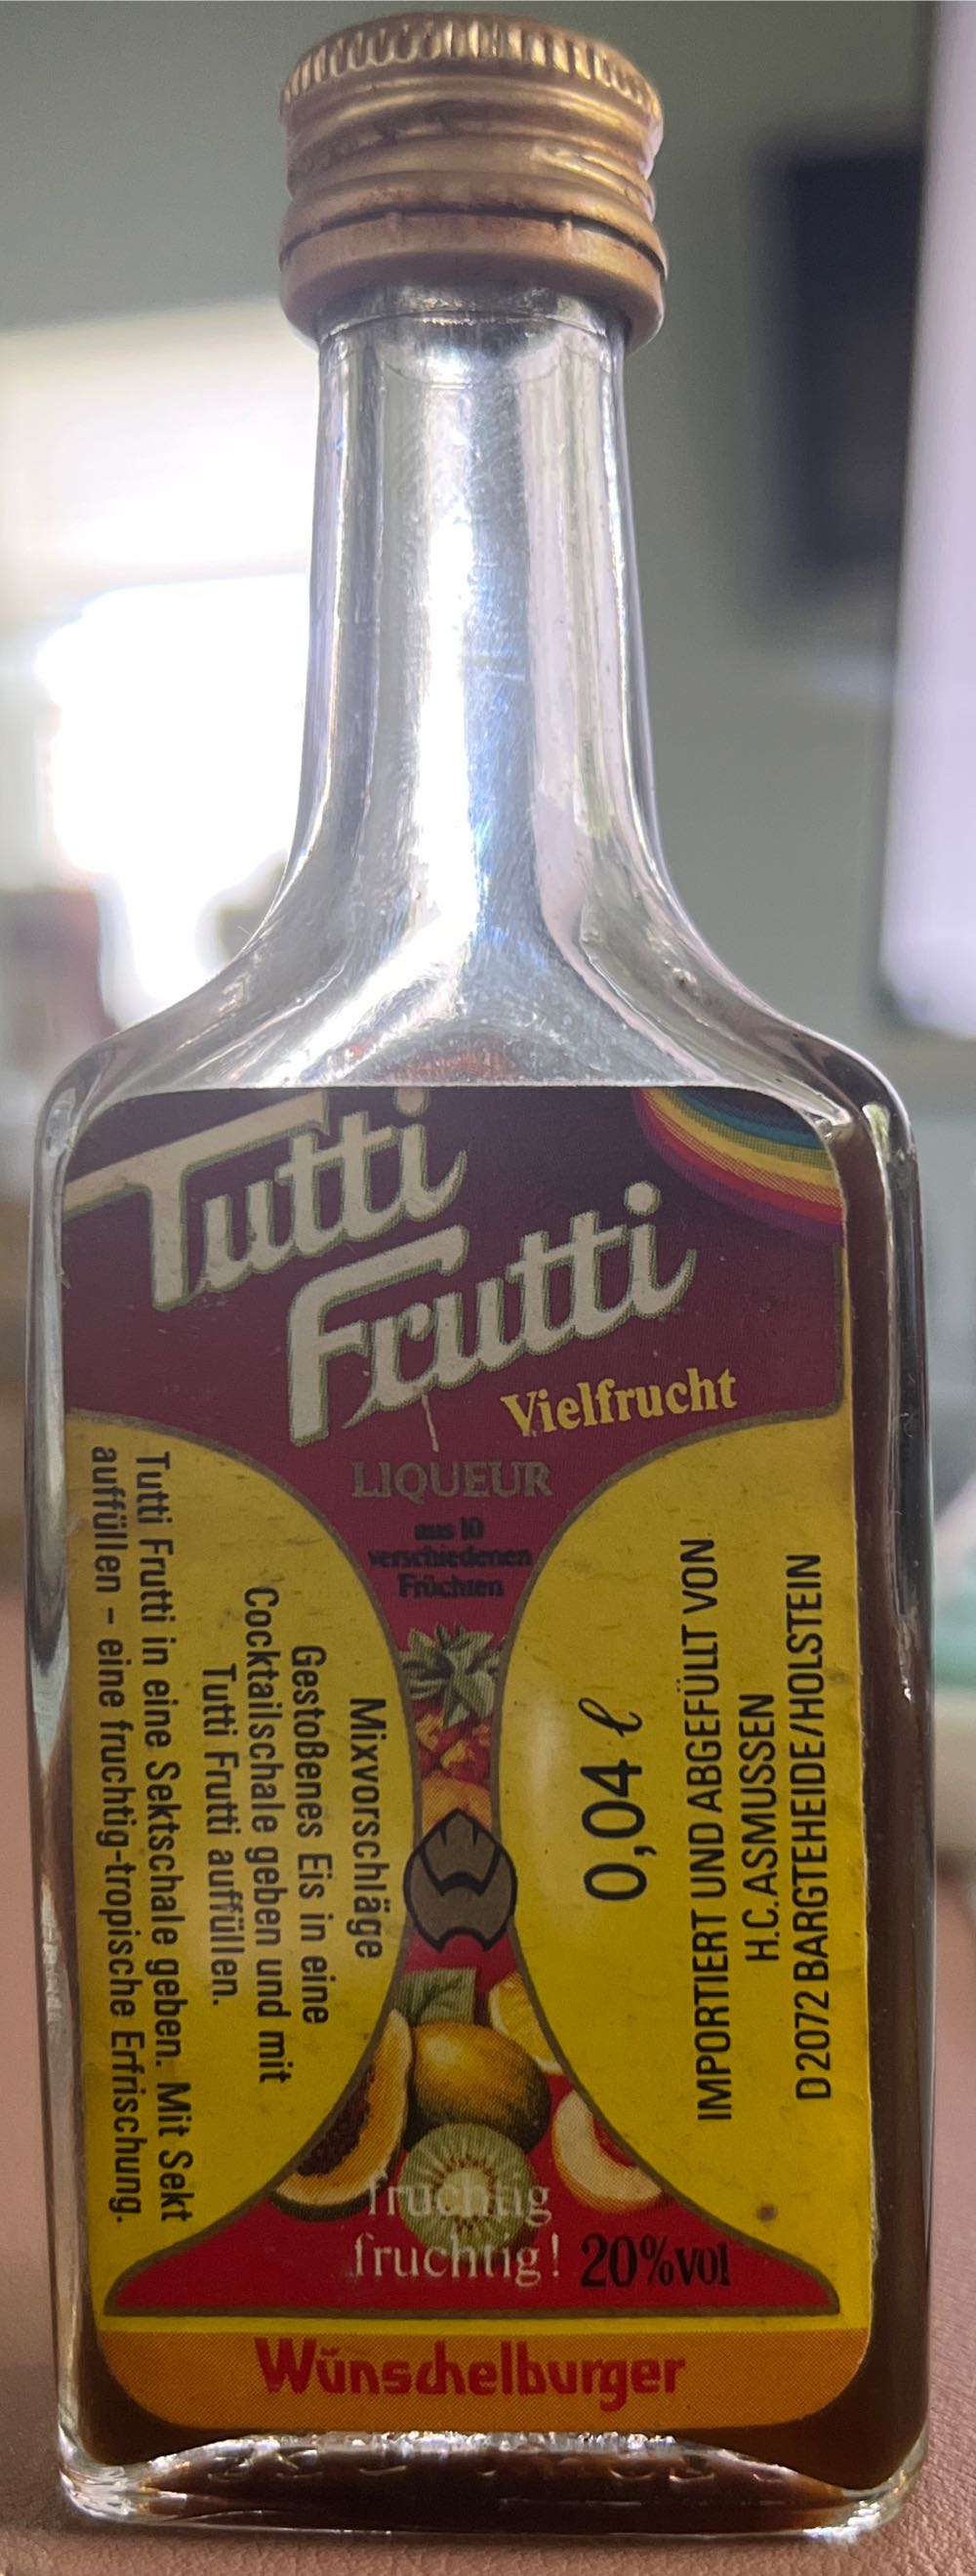 Tutti
Frutti
Vielfrucht
LIQUEUR
aus 10
verschiedenen
Früchten
Mixvorschläge
Gestoßenes Eis in eine
Cocktailschale geben und mit
Tutti Frutti auffüllen.
Tutti Frutti in eine Sektschale geben. Mit Sekt
auffüllen – eine fruchtig-tropische Erfrischung.
0,04 ℓ
IMPORTIERT UND ABGEFÜLLT VON
H.C.ASMUSSEN
D2072 BARGTEHEIDE/HOLSTEIN
fruchtig
fruchtig! 20%vol
Wünschelburger